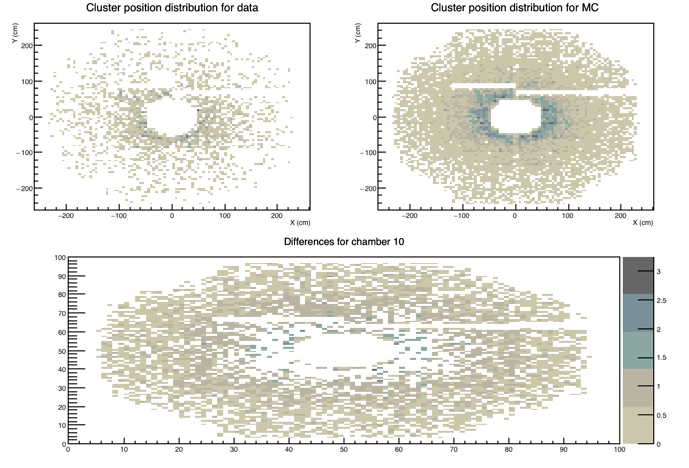 Cluster position distribution for data
Y (cm)
200
100
0
−100
−200
−200 −100 0 100 200
X (cm)
Cluster position distribution for MC
Y (cm)
200
100
0
−100
−200
−200 −100 0 100 200
X (cm)
Differences for chamber 10
100
90
80
70
60
50
40
30
20
10
0
0 10 20 30 40 50 60 70 80 90 100
3
2.5
2
1.5
1
0.5
0